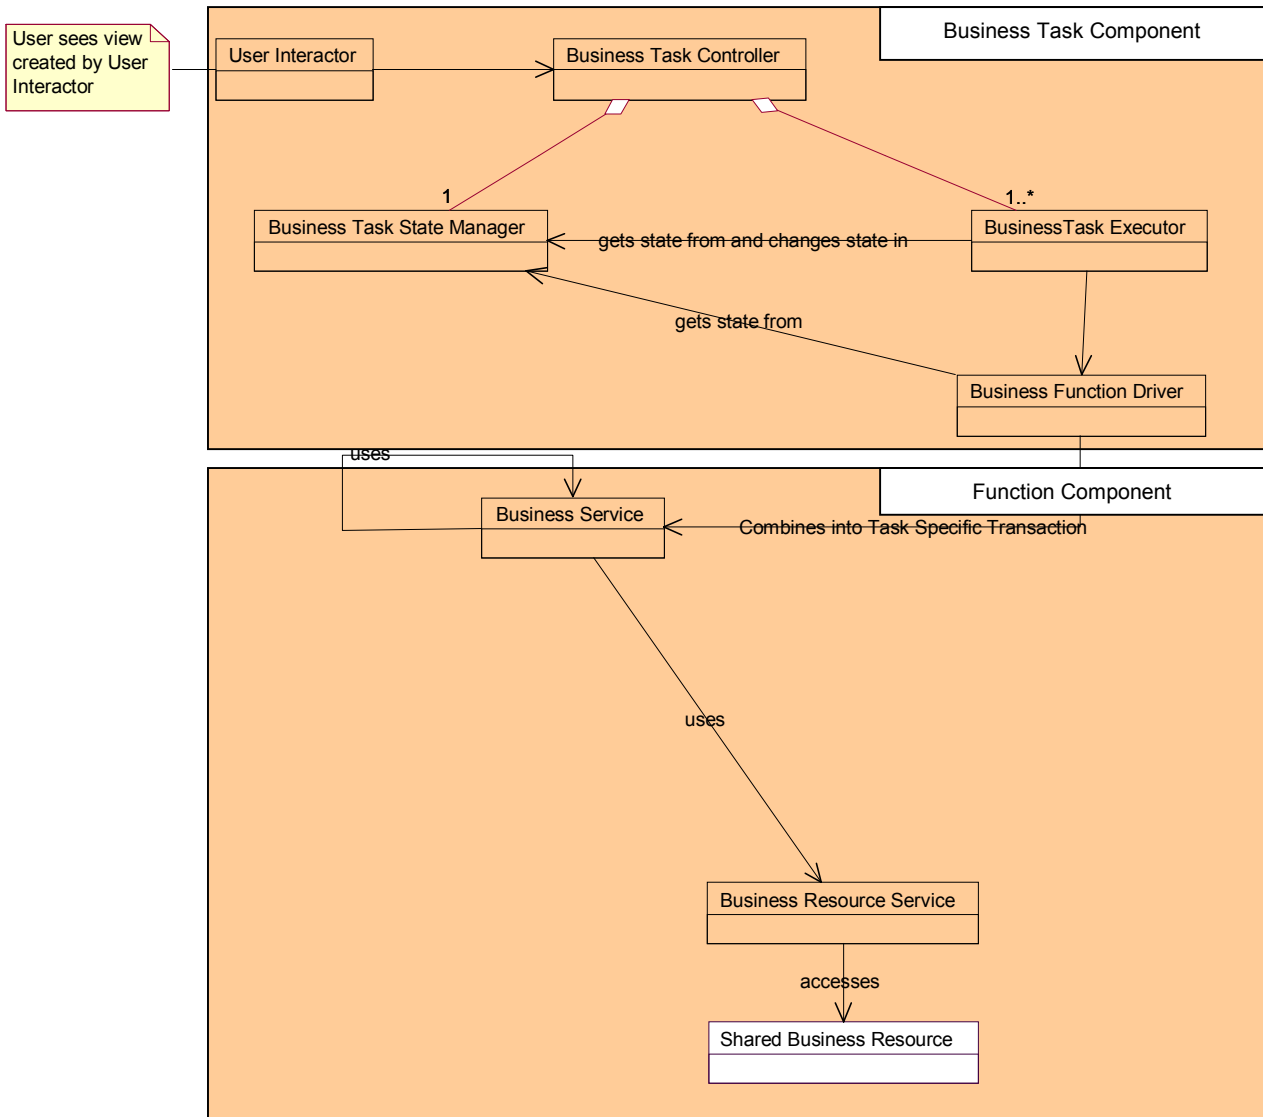 Business Task Component
User sees view
created by User
Interactor
User Interactor
Business Task Controller
1
1..*
Business Task State Manager
BusinessTask Executor
gets state from and changes state in
gets state from
Business Function Driver
uses
Function Component
Business Service
Combines into Task Specific Transaction
uses
Business Resource Service
accesses
Shared Business Resource